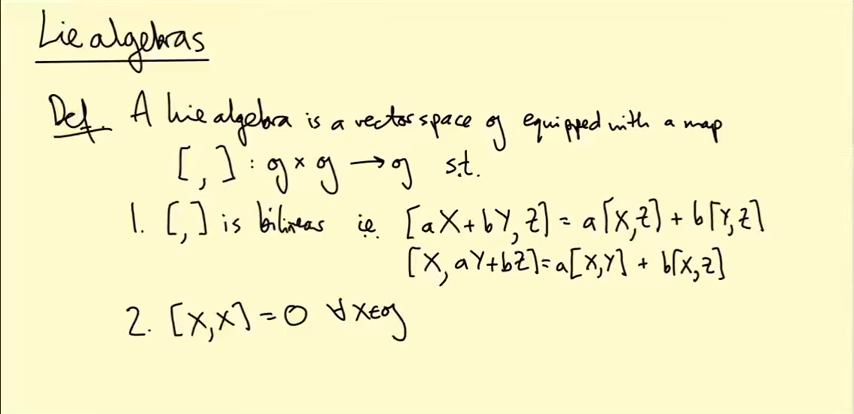 Lie algebras
Def. A Lie algebra is a vector space 𝔤 equipped with a map
[ , ] : 𝔤 × 𝔤 → 𝔤 s.t.
1. [,] is bilinear i.e. [aX+bY, Z] = a[X,Z] + b[Y,Z]
[X, aY+bZ] = a[X,Y] + b[X,Z]
2. [X,X] = 0 ∀X∈𝔤